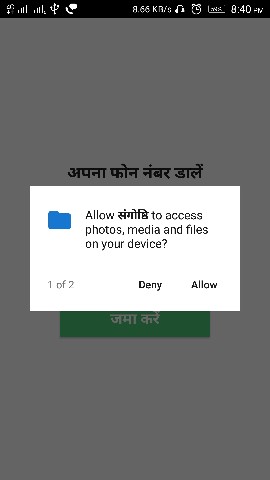 8.66 KB/s 8:40 PM
अपना फोन नंबर डालें
Allow संगोडि to access
photos, media and files
on your device?
1 of 2 Deny Allow
जमा करें